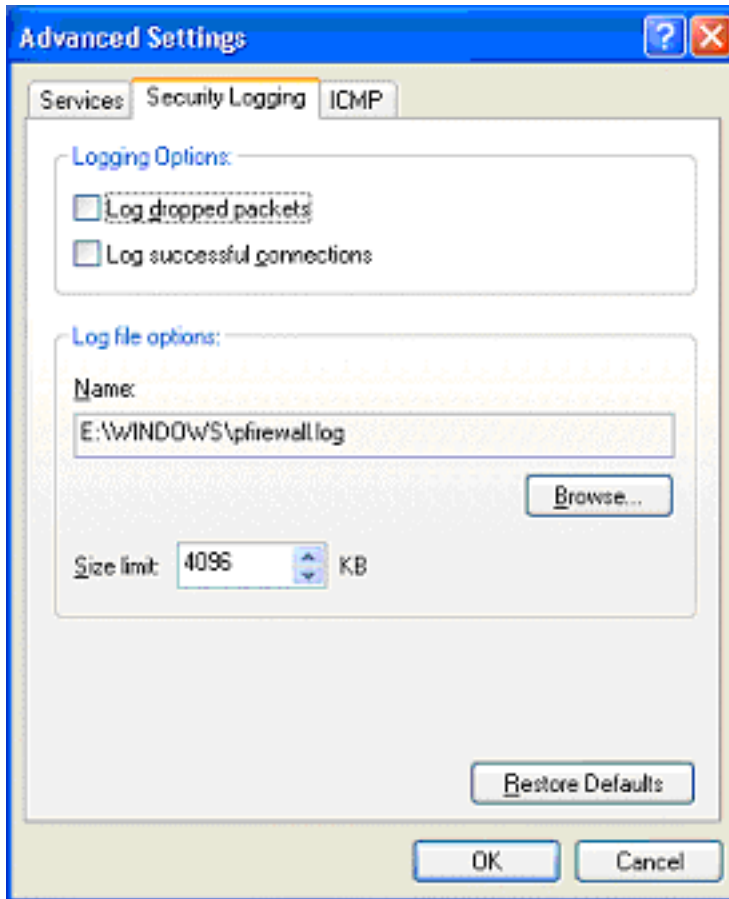 Advanced Settings
Services Security Logging ICMP
Logging Options:
Log dropped packets
Log successful connections
Log file options:
Name:
E:\WINDOWS\pfirewall.log
Browse...
Size limit: 4096 KB
Restore Defaults
OK Cancel